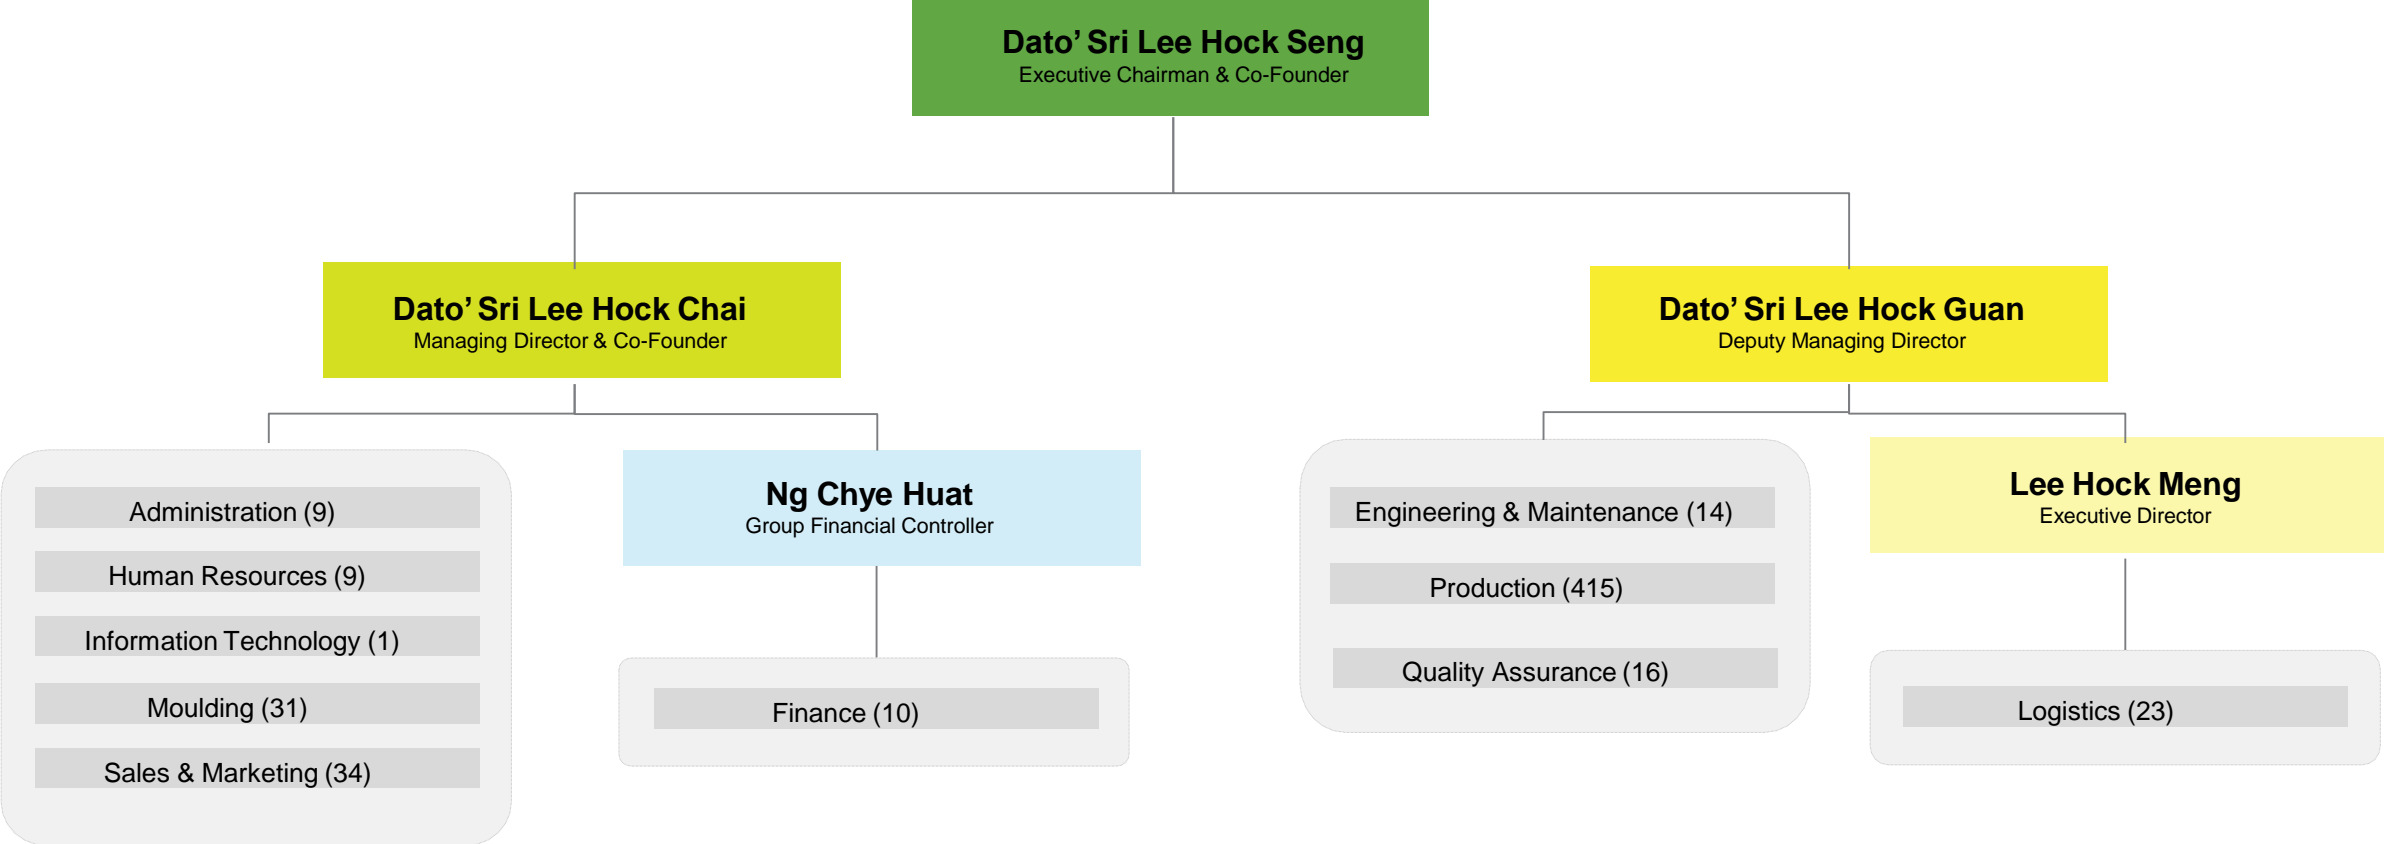 Dato’ Sri Lee Hock Seng
Executive Chairman & Co-Founder
Dato’ Sri Lee Hock Chai
Managing Director & Co-Founder
Dato’ Sri Lee Hock Guan
Deputy Managing Director
Administration (9)
Human Resources (9)
Information Technology (1)
Moulding (31)
Sales & Marketing (34)
Ng Chye Huat
Group Financial Controller
Finance (10)
Engineering & Maintenance (14)
Production (415)
Quality Assurance (16)
Lee Hock Meng
Executive Director
Logistics (23)